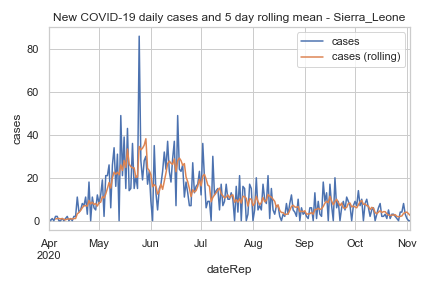 New COVID-19 daily cases and 5 day rolling mean - Sierra_Leone
cases
cases (rolling)
80
60
40
20
0
cases
Apr
2020
May
Jun
Jul
Aug
Sep
Oct
Nov
dateRep